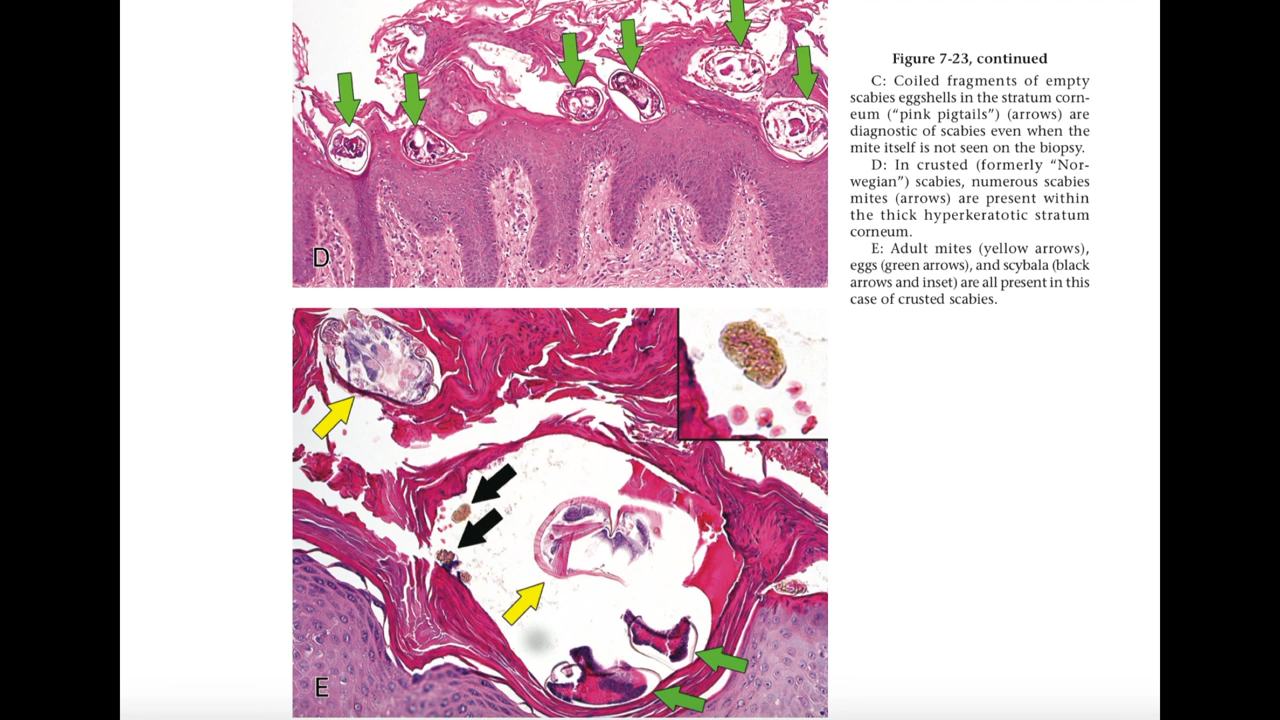 Figure 7-23, continued
C: Coiled fragments of empty
scabies eggshells in the stratum corn-
eum (“pink pigtails”) (arrows) are
diagnostic of scabies even when the
mite itself is not seen on the biopsy.
D: In crusted (formerly “Nor-
wegian”) scabies, numerous scabies
mites (arrows) are present within
the thick hyperkeratotic stratum
corneum.
E: Adult mites (yellow arrows),
eggs (green arrows), and scybala (black
arrows and inset) are all present in this
case of crusted scabies.
D
E